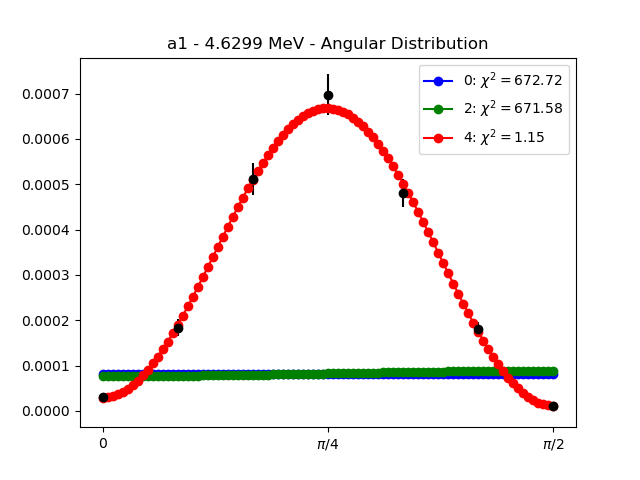 a1 - 4.6299 MeV - Angular Distribution
0: χ² = 672.72
2: χ² = 671.58
4: χ² = 1.15
0.0007
0.0006
0.0005
0.0004
0.0003
0.0002
0.0001
0.0000
0 π/4 π/2